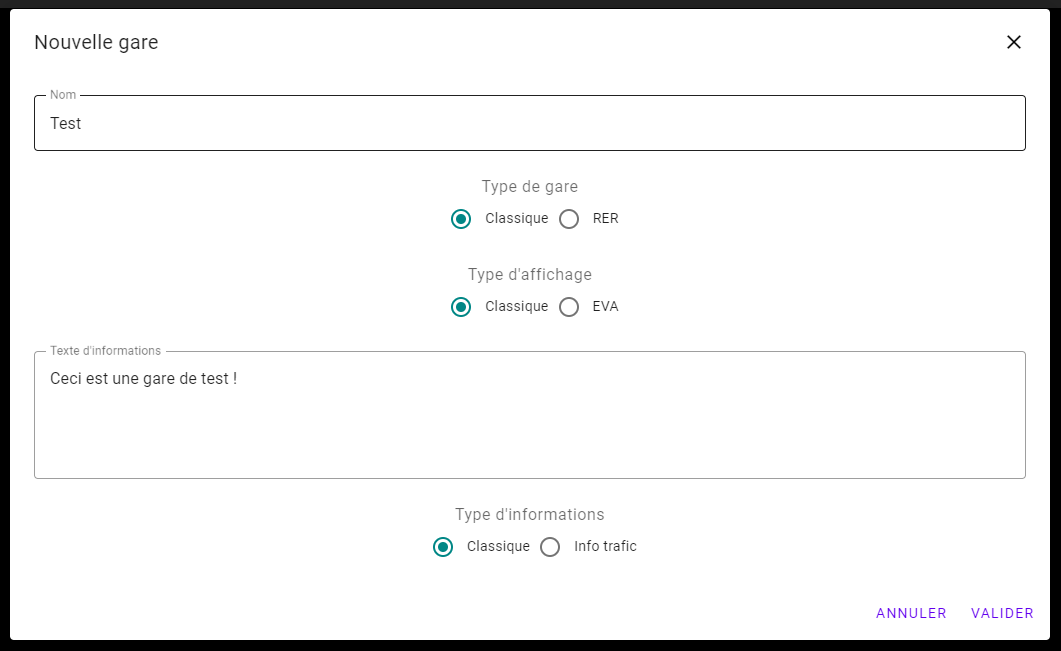 Nouvelle gare
Nom
Test
Type de gare
Classique RER
Type d'affichage
Classique EVA
Texte d'informations
Ceci est une gare de test !
Type d'informations
Classique Info trafic
ANNULER VALIDER